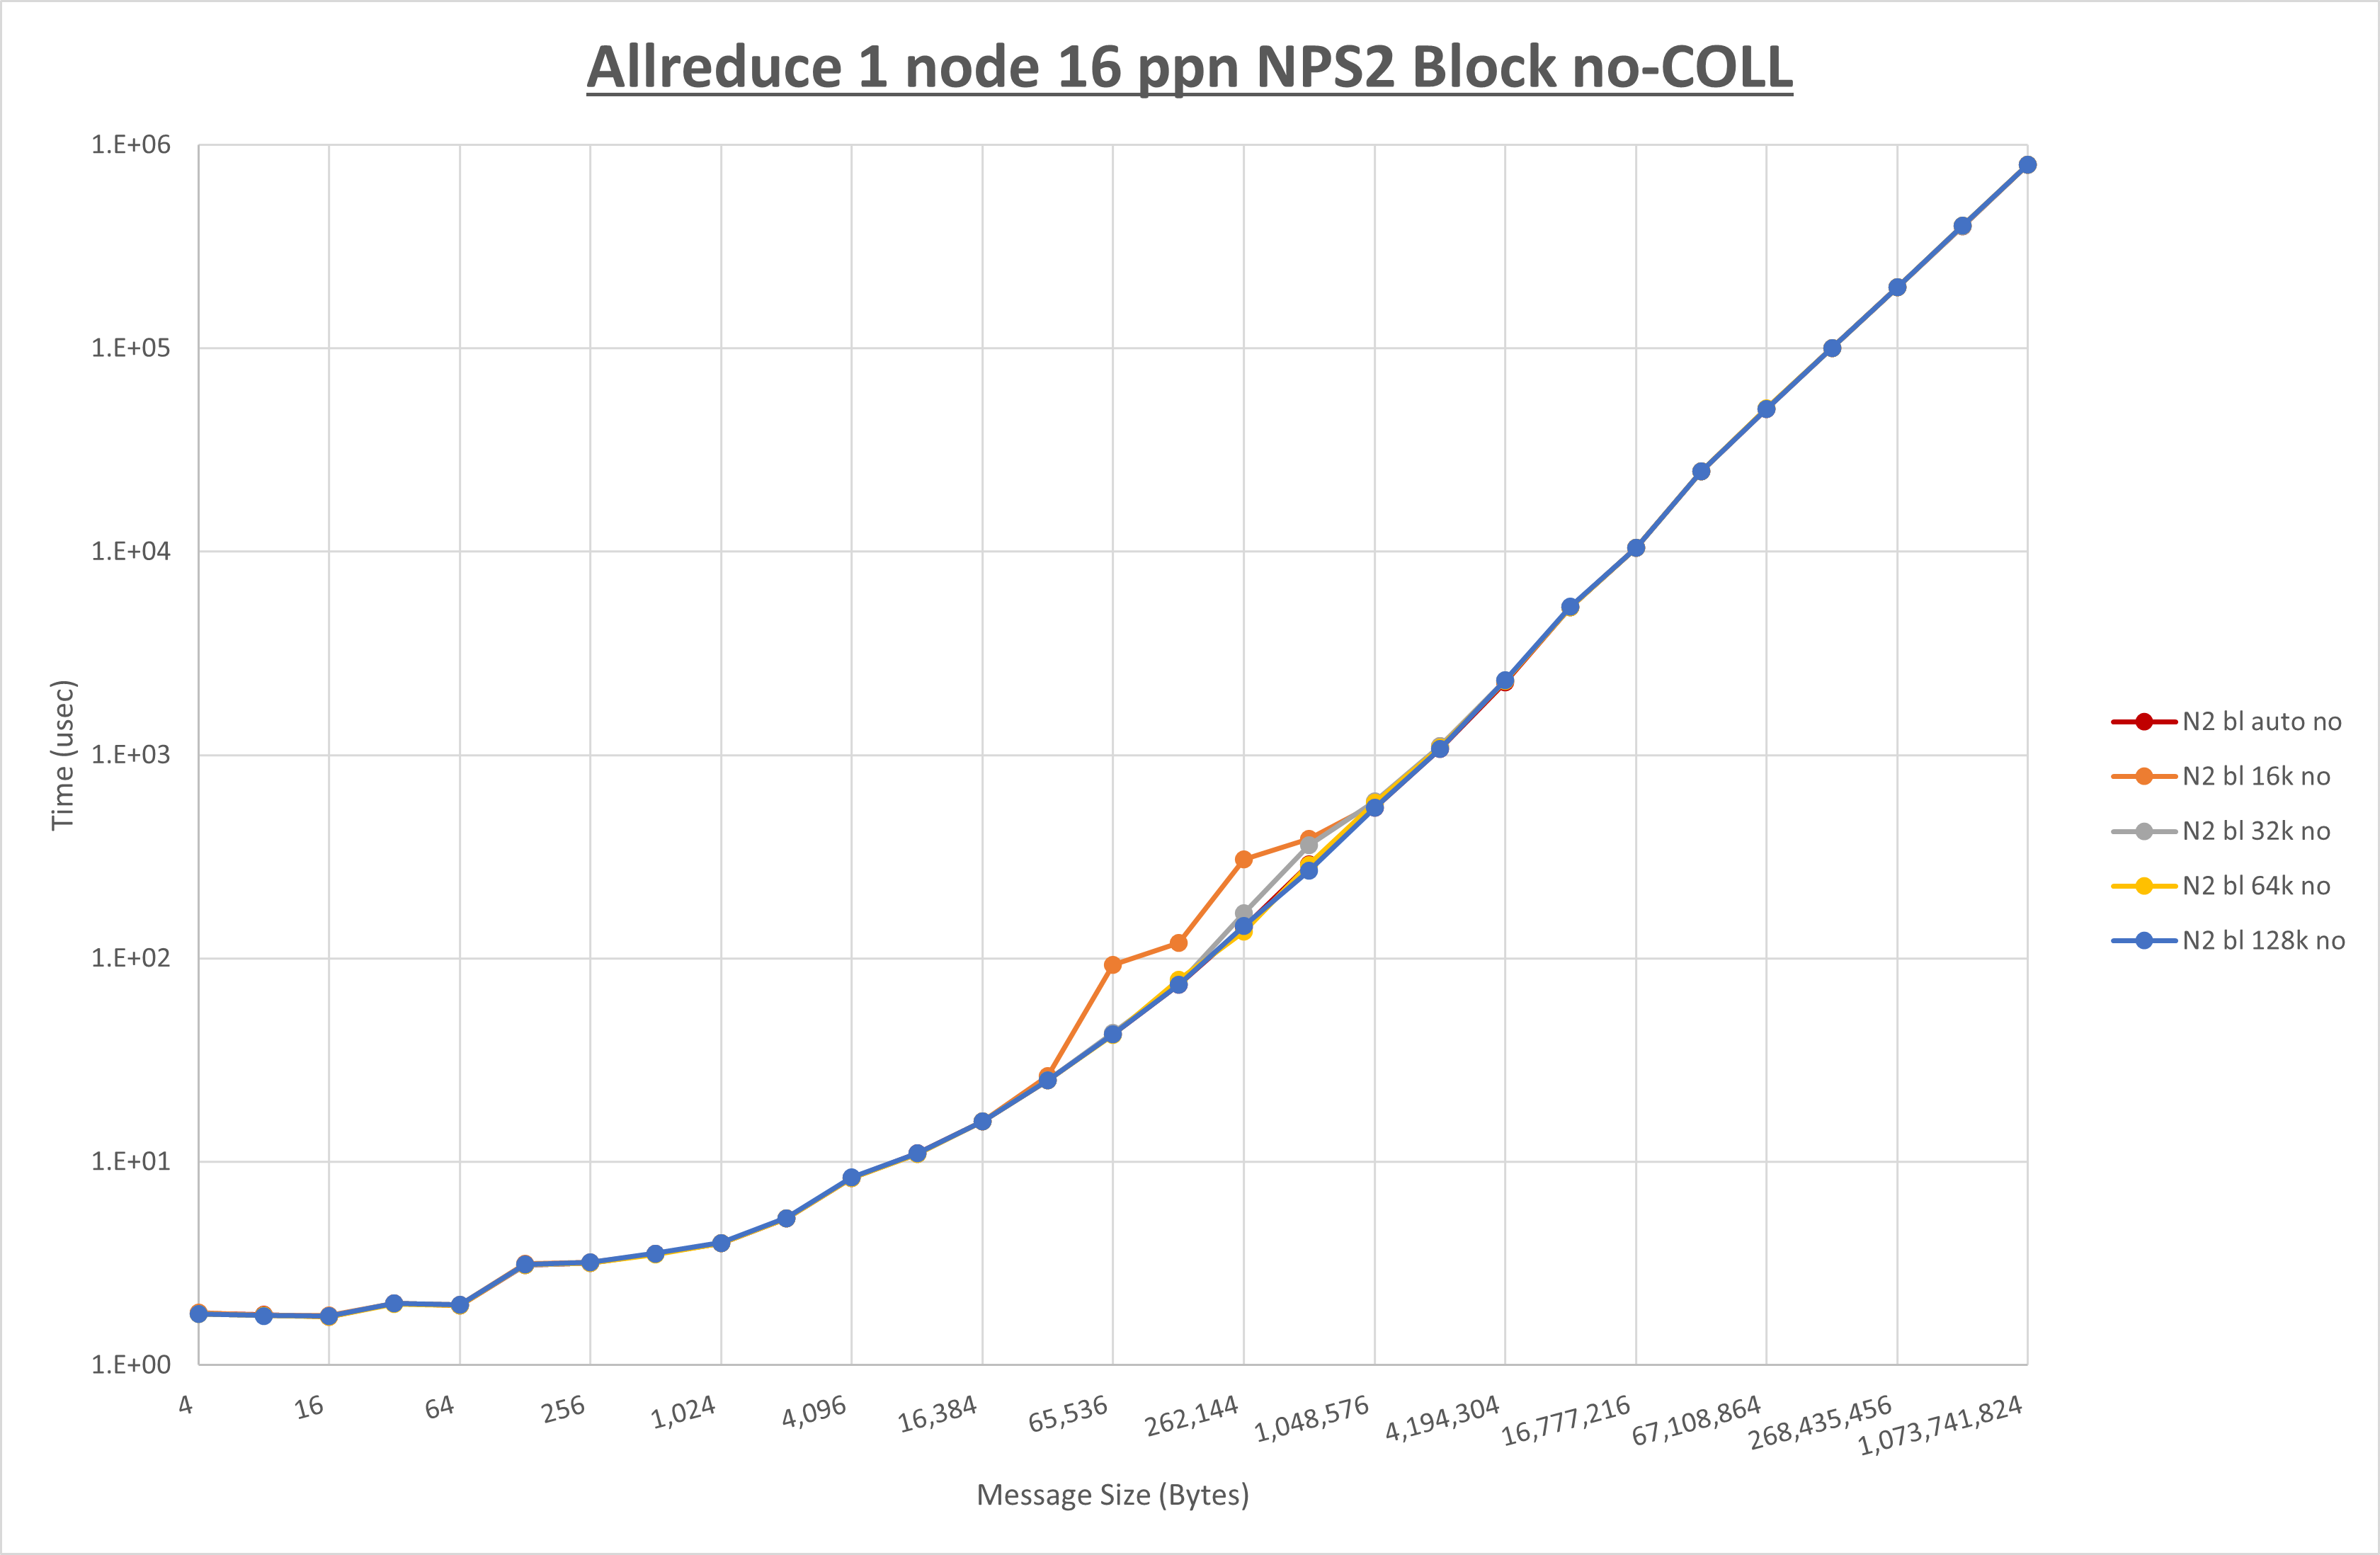 Allreduce 1 node 16 ppn NPS2 Block no-COLL
1.E+06
1.E+05
1.E+04
1.E+03
1.E+02
1.E+01
1.E+00
Time (usec)
4
16
64
256
1,024
4,096
16,384
65,536
262,144
1,048,576
4,194,304
16,777,216
67,108,864
268,435,456
1,073,741,824
Message Size (Bytes)
N2 bl auto no
N2 bl 16k no
N2 bl 32k no
N2 bl 64k no
N2 bl 128k no